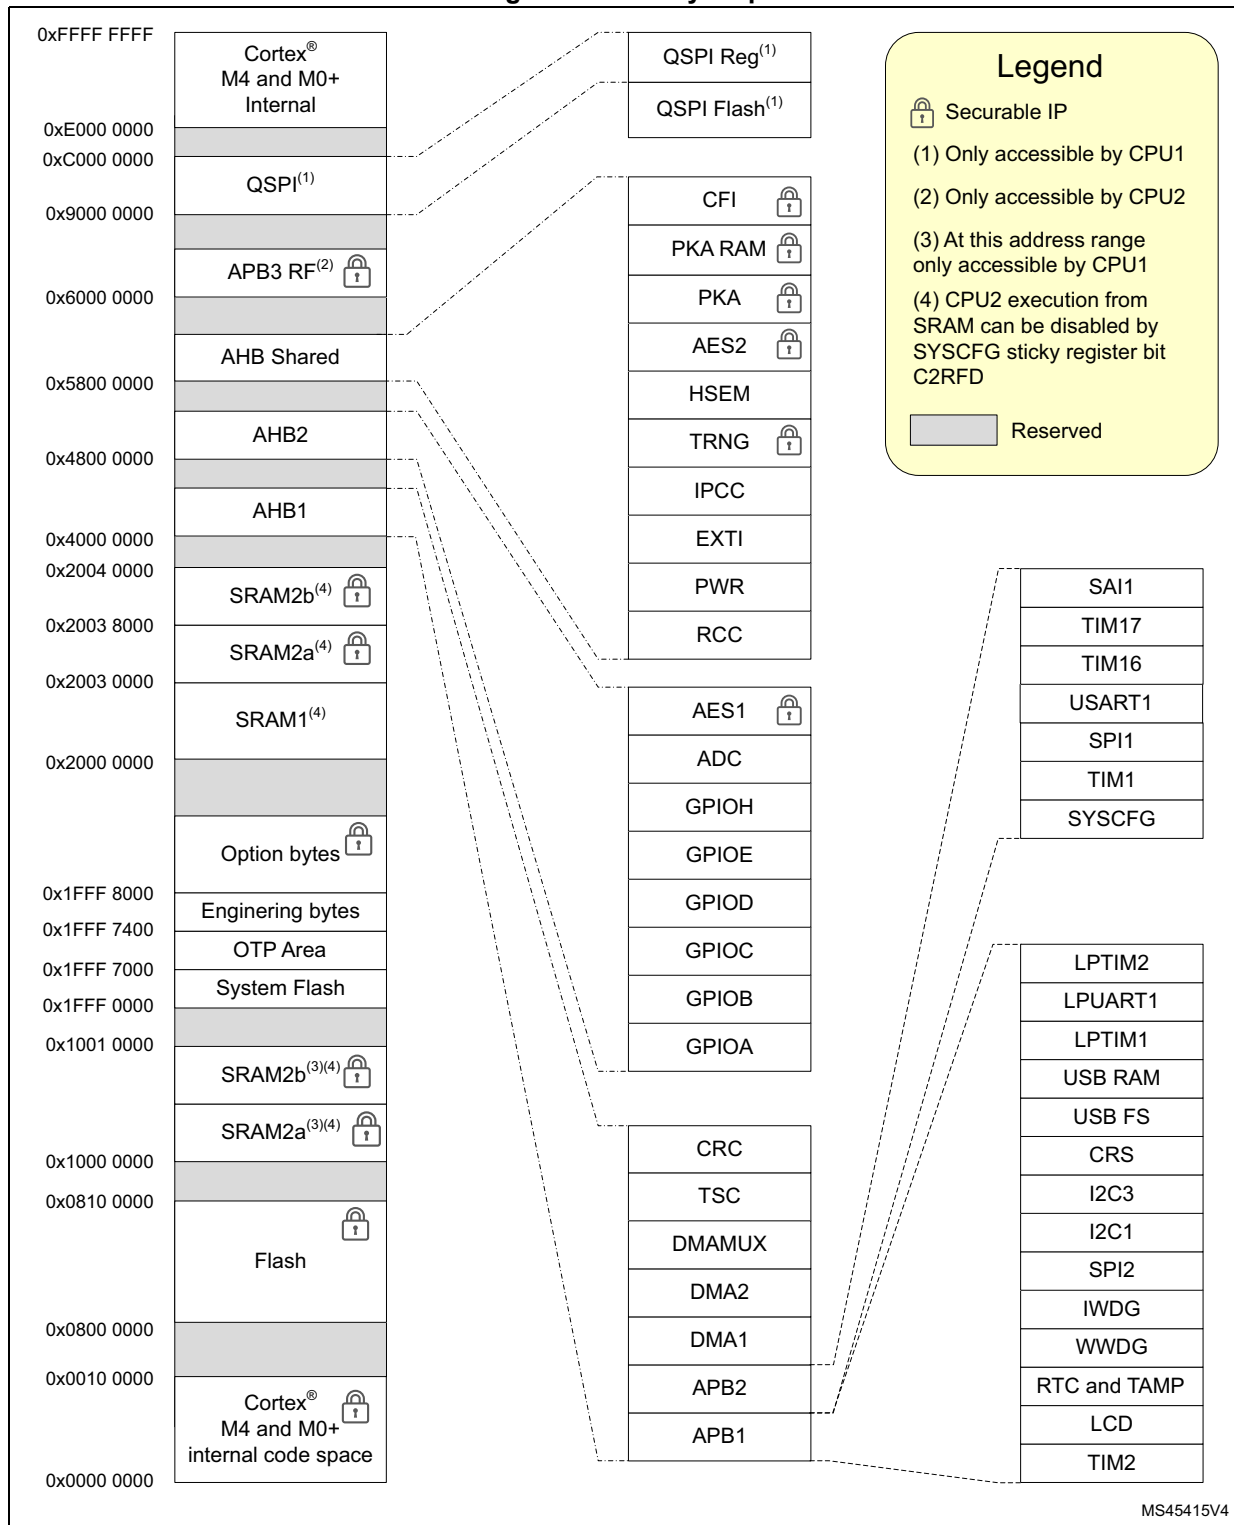 0xFFFF FFFF
Cortex®
M4 and M0+
Internal
0xE000 0000
0xC000 0000
QSPI(1)
0x9000 0000
APB3 RF(2)
0x6000 0000
AHB Shared
0x5800 0000
AHB2
0x4800 0000
AHB1
0x4000 0000
0x2004 0000
SRAM2b(4)
0x2003 8000
SRAM2a(4)
0x2003 0000
SRAM1(4)
0x2000 0000
Option bytes
0x1FFF 8000
Enginering bytes
0x1FFF 7400
OTP Area
0x1FFF 7000
System Flash
0x1FFF 0000
0x1001 0000
SRAM2b(3)(4)
SRAM2a(3)(4)
0x1000 0000
0x0810 0000
Flash
0x0800 0000
0x0010 0000
Cortex®
M4 and M0+
internal code space
0x0000 0000
QSPI Reg(1)
QSPI Flash(1)
CFI
PKA RAM
PKA
AES2
HSEM
TRNG
IPCC
EXTI
PWR
RCC
AES1
ADC
GPIOH
GPIOE
GPIOD
GPIOC
GPIOB
GPIOA
CRC
TSC
DMAMUX
DMA2
DMA1
APB2
APB1
Legend
Securable IP
(1) Only accessible by CPU1
(2) Only accessible by CPU2
(3) At this address range
only accessible by CPU1
(4) CPU2 execution from
SRAM can be disabled by
SYSCFG sticky register bit
C2RFD
Reserved
SAI1
TIM17
TIM16
USART1
SPI1
TIM1
SYSCFG
LPTIM2
LPUART1
LPTIM1
USB RAM
USB FS
CRS
I2C3
I2C1
SPI2
IWDG
WWDG
RTC and TAMP
LCD
TIM2
MS45415V4